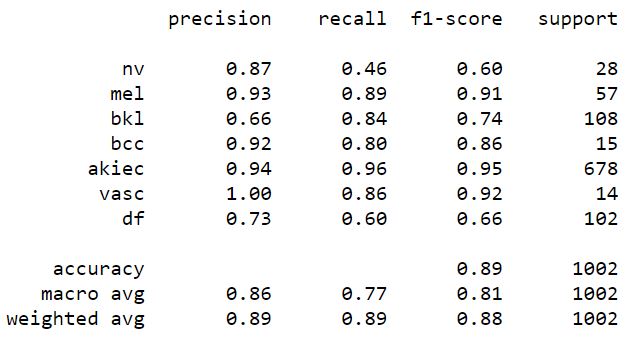 precision recall f1-score support
nv 0.87 0.46 0.60 28
mel 0.93 0.89 0.91 57
bkl 0.66 0.84 0.74 108
bcc 0.92 0.80 0.86 15
akiec 0.94 0.96 0.95 678
vasc 1.00 0.86 0.92 14
df 0.73 0.60 0.66 102
accuracy 0.89 1002
macro avg 0.86 0.77 0.81 1002
weighted avg 0.89 0.89 0.88 1002